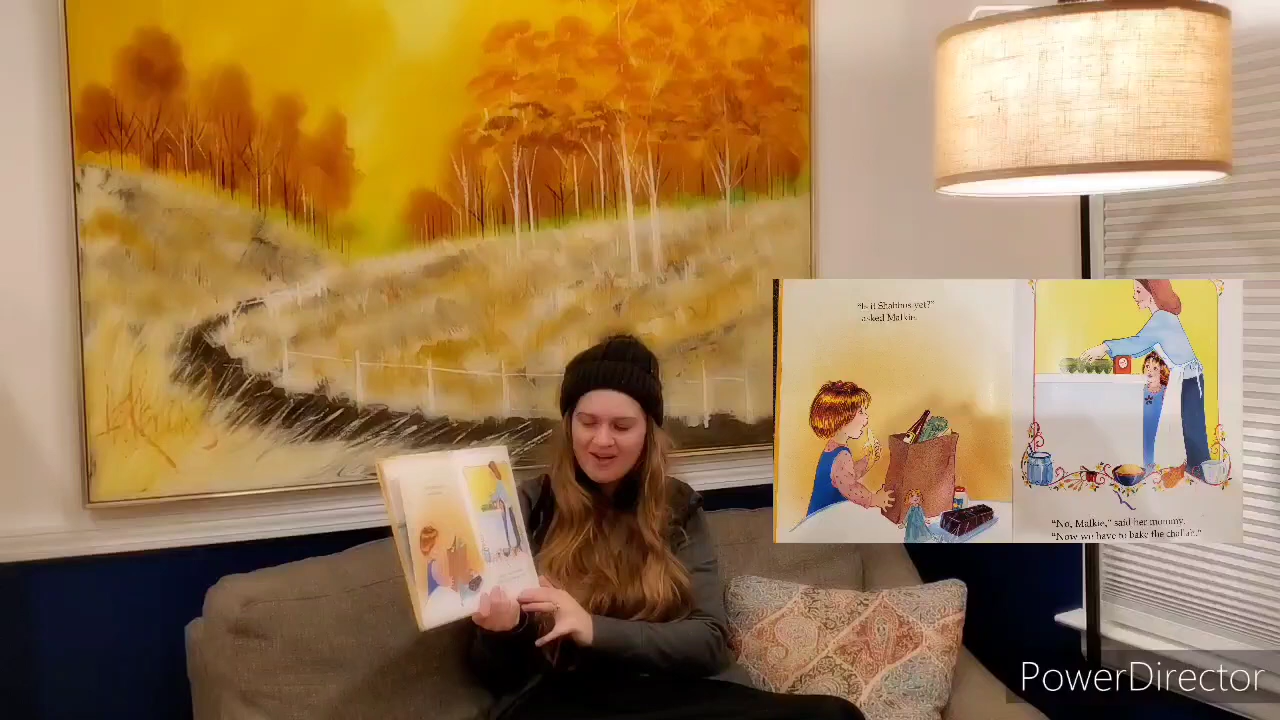 "Is it Shabbos yet?"
asked Malkie.
"No, Malkie," said her mommy.
"Now we have to bake the challah."
PowerDirector